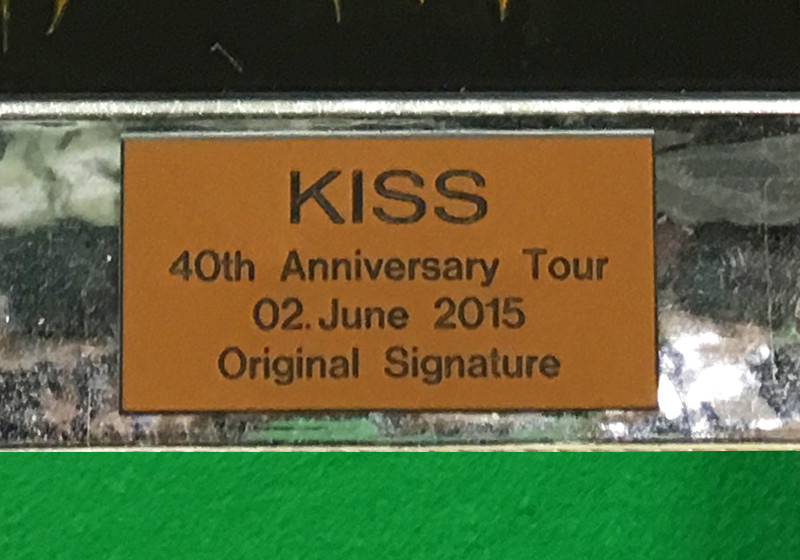 KISS
40th Anniversary Tour
02. June 2015
Original Signature